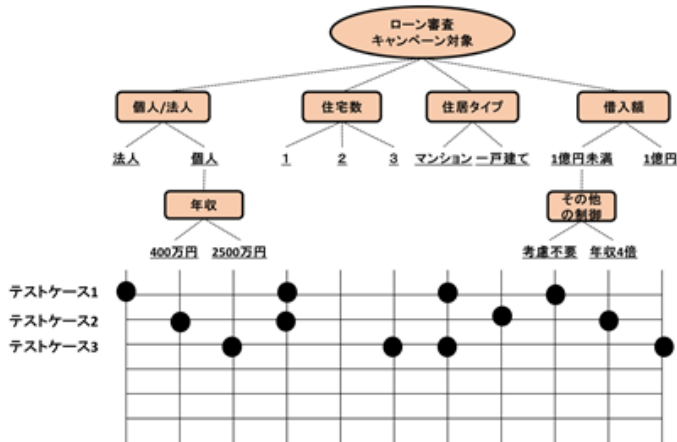 ローン審査
キャンペーン対象
個人/法人
住宅数
住居タイプ
借入額
法人
個人
1
2
3
マンション
一戸建て
1億円未満
1億円
年収
その他
の制御
400万円
2500万円
考慮不要
年収4倍
テストケース1
テストケース2
テストケース3